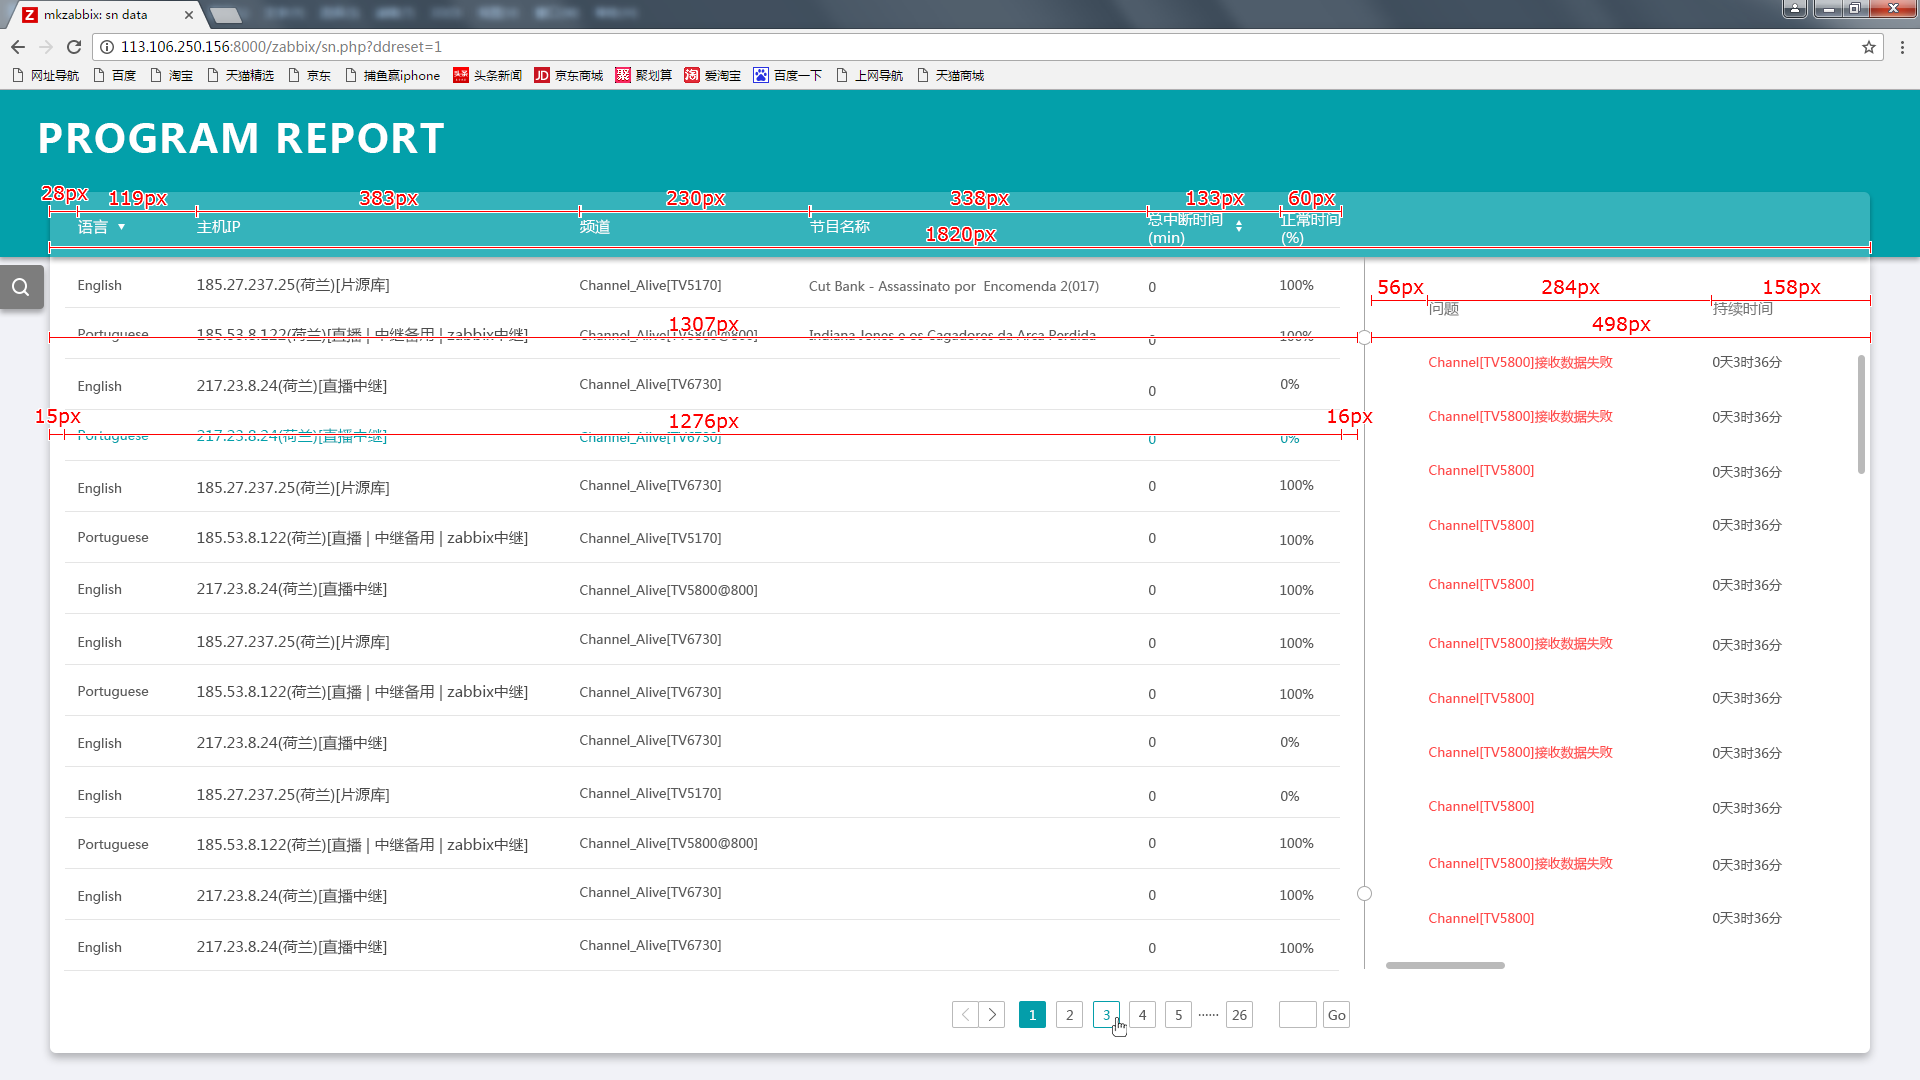 mkzabbix: sn data
113.106.250.156:8000/zabbix/sn.php?ddreset=1
网址导航 百度 淘宝 天猫精选 京东 捕鱼赢iphone 头条新闻 京东商城 聚划算 爱淘宝 百度一下 上网导航 天猫商城
PROGRAM REPORT
28px 119px 383px 230px 338px 133px 60px
语言 主机IP 频道 节目名称 总中断时间(min) 正常时间(%)
1820px
English 185.27.237.25(荷兰)[片源库] Channel_Alive[TV5170] Cut Bank - Assassinato por Encomenda 2(017) 0 100%
56px 284px 158px
问题 持续时间
1307px 498px
Portuguese 185.53.8.122(荷兰)[直播 | 中继备用 | zabbix中继] Channel_Alive[TV5800@800] Indiana Jones e os Caçadores da Arca Perdida 0 100%
Channel[TV5800]接收数据失败 0天3时36分
English 217.23.8.24(荷兰)[直播中继] Channel_Alive[TV6730] 0 0%
15px 1276px 16px
Channel[TV5800]接收数据失败 0天3时36分
Portuguese 217.23.8.24(荷兰)[直播中继] Channel_Alive[TV6730] 0 0%
Channel[TV5800] 0天3时36分
English 185.27.237.25(荷兰)[片源库] Channel_Alive[TV6730] 0 100%
Channel[TV5800] 0天3时36分
Portuguese 185.53.8.122(荷兰)[直播 | 中继备用 | zabbix中继] Channel_Alive[TV5170] 0 100%
Channel[TV5800] 0天3时36分
English 217.23.8.24(荷兰)[直播中继] Channel_Alive[TV5800@800] 0 100%
English 185.27.237.25(荷兰)[片源库] Channel_Alive[TV6730] 0 100%
Channel[TV5800]接收数据失败 0天3时36分
Portuguese 185.53.8.122(荷兰)[直播 | 中继备用 | zabbix中继] Channel_Alive[TV6730] 0 100%
Channel[TV5800] 0天3时36分
English 217.23.8.24(荷兰)[直播中继] Channel_Alive[TV6730] 0 0%
Channel[TV5800]接收数据失败 0天3时36分
English 185.27.237.25(荷兰)[片源库] Channel_Alive[TV5170] 0 0%
Channel[TV5800] 0天3时36分
Portuguese 185.53.8.122(荷兰)[直播 | 中继备用 | zabbix中继] Channel_Alive[TV5800@800] 0 100%
Channel[TV5800]接收数据失败 0天3时36分
English 217.23.8.24(荷兰)[直播中继] Channel_Alive[TV6730] 0 100%
Channel[TV5800] 0天3时36分
English 217.23.8.24(荷兰)[直播中继] Channel_Alive[TV6730] 0 100%
1 2 3 4 5 ······ 26 Go